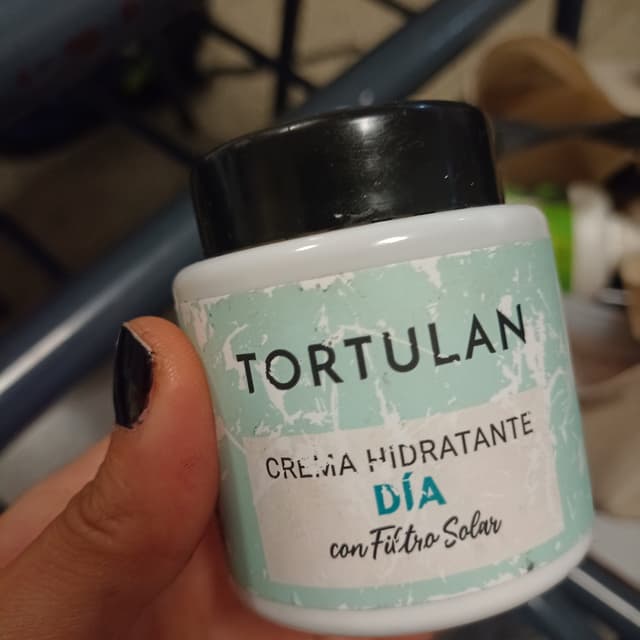 TORTULAN
CREMA HIDRATANTE
DÍA
con Filtro Solar